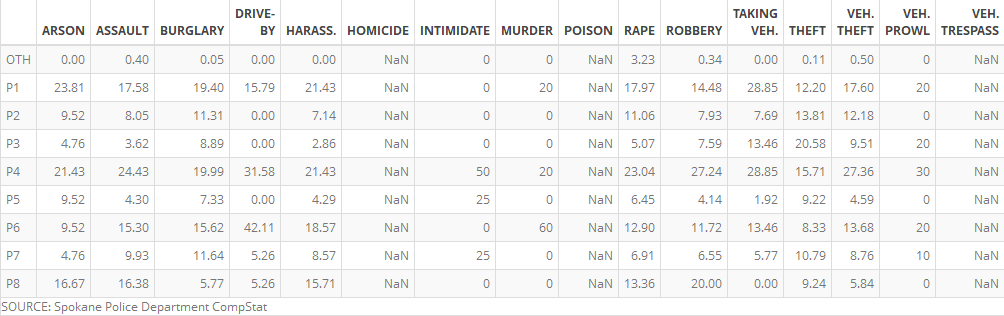 ARSON ASSAULT BURGLARY DRIVE-BY HARASS. HOMICIDE INTIMIDATE MURDER POISON RAPE ROBBERY TAKING VEH. THEFT VEH. THEFT VEH. PROWL VEH. TRESPASS
OTH 0.00 0.40 0.05 0.00 0.00 NaN 0 0 NaN 3.23 0.34 0.00 0.11 0.50 0 NaN
P1 23.81 17.58 19.40 15.79 21.43 NaN 0 20 NaN 17.97 14.48 28.85 12.20 17.60 20 NaN
P2 9.52 8.05 11.31 0.00 7.14 NaN 0 0 NaN 11.06 7.93 7.69 13.81 12.18 0 NaN
P3 4.76 3.62 8.89 0.00 2.86 NaN 0 0 NaN 5.07 7.59 13.46 20.58 9.51 20 NaN
P4 21.43 24.43 19.99 31.58 21.43 NaN 50 20 NaN 23.04 27.24 28.85 15.71 27.36 30 NaN
P5 9.52 4.30 7.33 0.00 4.29 NaN 25 0 NaN 6.45 4.14 1.92 9.22 4.59 0 NaN
P6 9.52 15.30 15.62 42.11 18.57 NaN 0 60 NaN 12.90 11.72 13.46 8.33 13.68 20 NaN
P7 4.76 9.93 11.64 5.26 8.57 NaN 25 0 NaN 6.91 6.55 5.77 10.79 8.76 10 NaN
P8 16.67 16.38 5.77 5.26 15.71 NaN 0 0 NaN 13.36 20.00 0.00 9.24 5.84 0 NaN
SOURCE: Spokane Police Department CompStat